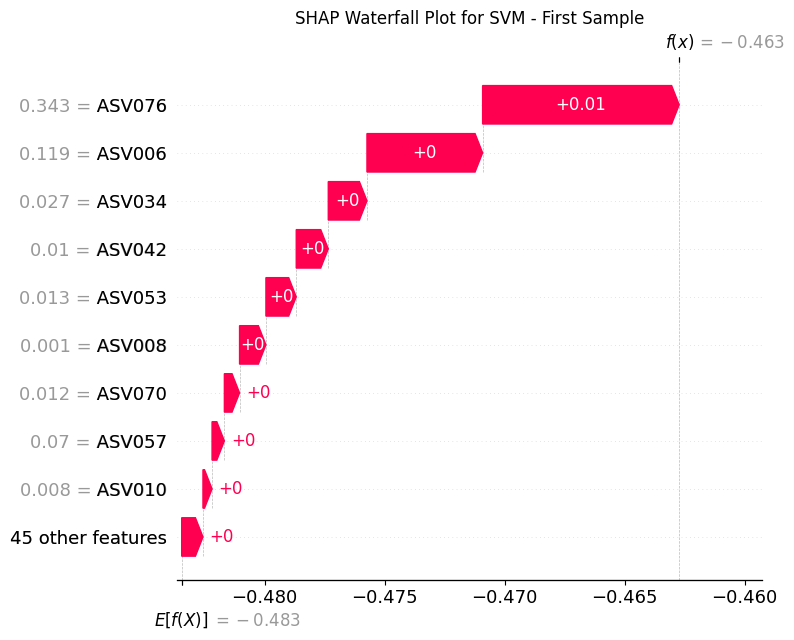 SHAP Waterfall Plot for SVM - First Sample
f(x) = −0.463
0.343 = ASV076 +0.01
0.119 = ASV006 +0
0.027 = ASV034 +0
0.01 = ASV042 +0
0.013 = ASV053 +0
0.001 = ASV008 +0
0.012 = ASV070 +0
0.07 = ASV057 +0
0.008 = ASV010 +0
45 other features +0
−0.480 −0.475 −0.470 −0.465 −0.460
E[f(X)] = −0.483